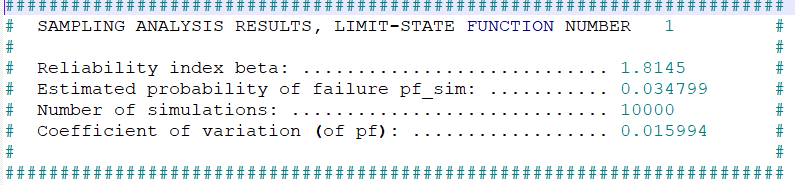 ######################################################################
#  SAMPLING ANALYSIS RESULTS, LIMIT-STATE FUNCTION NUMBER   1         #
#                                                                     #
#                                                                     #
#  Reliability index beta: ............................ 1.8145        #
#  Estimated probability of failure pf_sim: ........... 0.034799      #
#  Number of simulations: ............................. 10000         #
#  Coefficient of variation (of pf): .................. 0.015994      #
#                                                                     #
######################################################################